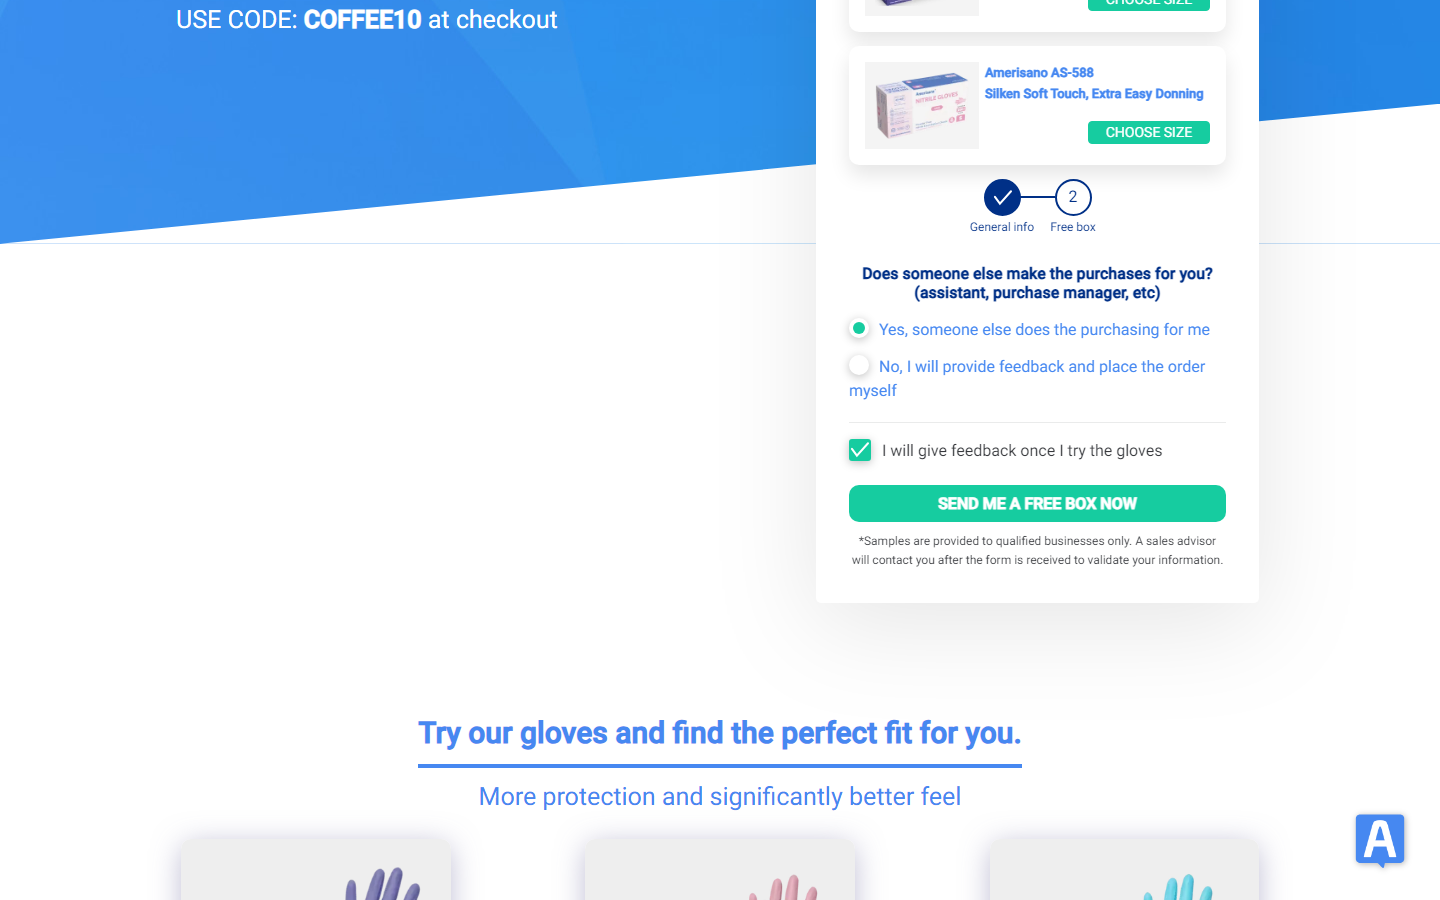 USE CODE: COFFEE10 at checkout
CHOOSE SIZE
Amerisano AS-588
Silken Soft Touch, Extra Easy Donning
NITRILE GLOVES
CHOOSE SIZE
2
General info
Free box
Does someone else make the purchases for you?
(assistant, purchase manager, etc)
Yes, someone else does the purchasing for me
No, I will provide feedback and place the order
myself
I will give feedback once I try the gloves
SEND ME A FREE BOX NOW
*Samples are provided to qualified businesses only. A sales advisor
will contact you after the form is received to validate your information.
Try our gloves and find the perfect fit for you.
More protection and significantly better feel
A